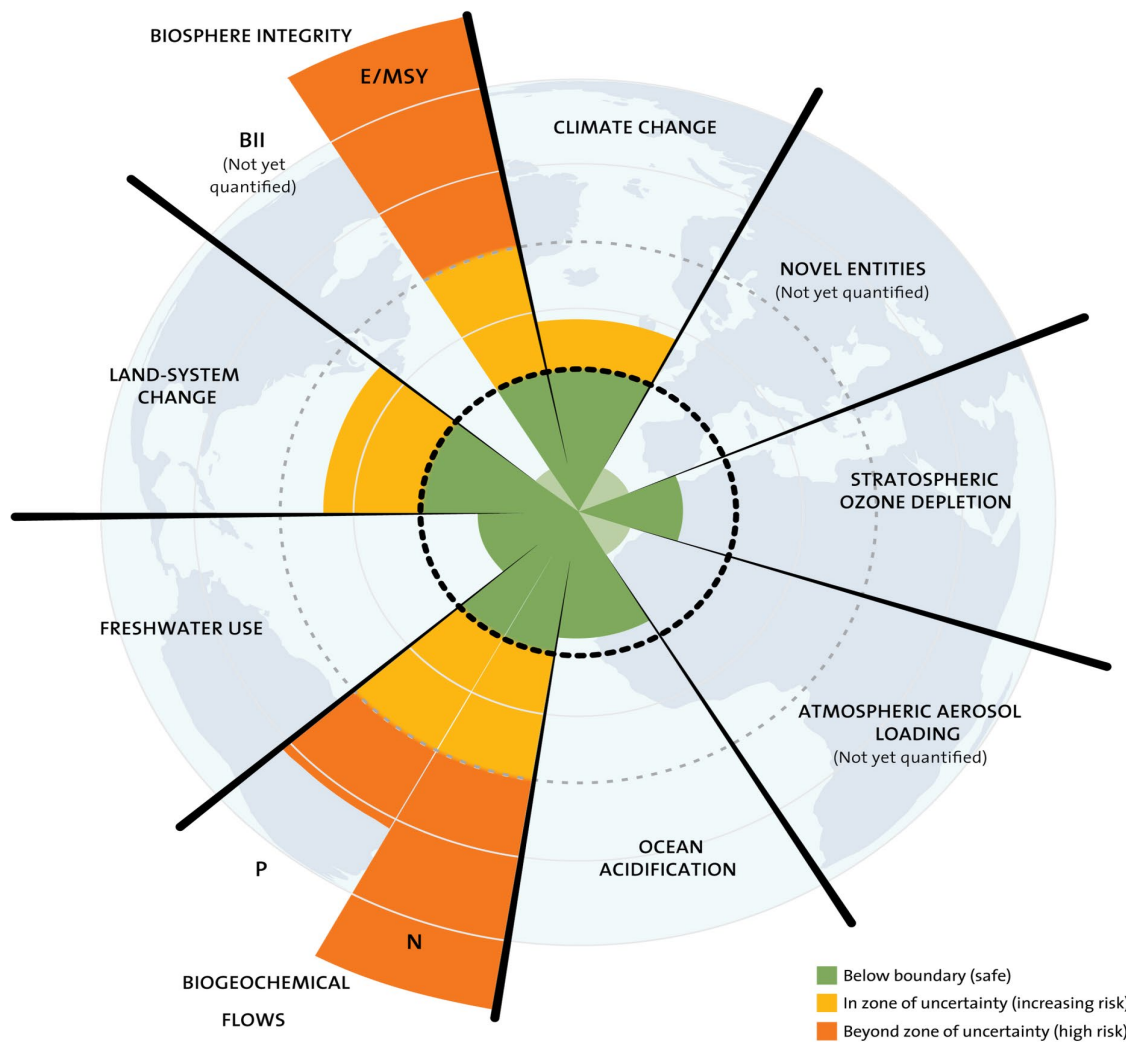 BIOSPHERE INTEGRITY
E/MSY
BII
(Not yet
quantified)
CLIMATE CHANGE
NOVEL ENTITIES
(Not yet quantified)
LAND-SYSTEM
CHANGE
STRATOSPHERIC
OZONE DEPLETION
FRESHWATER USE
ATMOSPHERIC AEROSOL
LOADING
(Not yet quantified)
OCEAN
ACIDIFICATION
P
N
BIOGEOCHEMICAL
FLOWS
Below boundary (safe)
In zone of uncertainty (increasing risk)
Beyond zone of uncertainty (high risk)